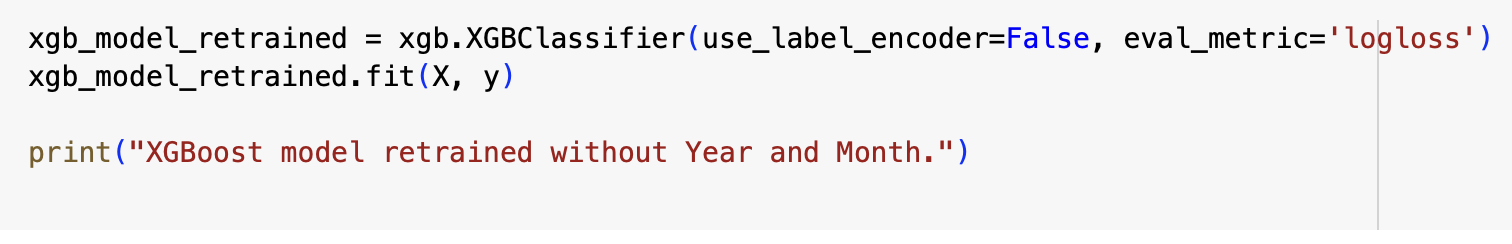 xgb_model_retrained = xgb.XGBClassifier(use_label_encoder=False, eval_metric='logloss')
xgb_model_retrained.fit(X, y)
print("XGBoost model retrained without Year and Month.")